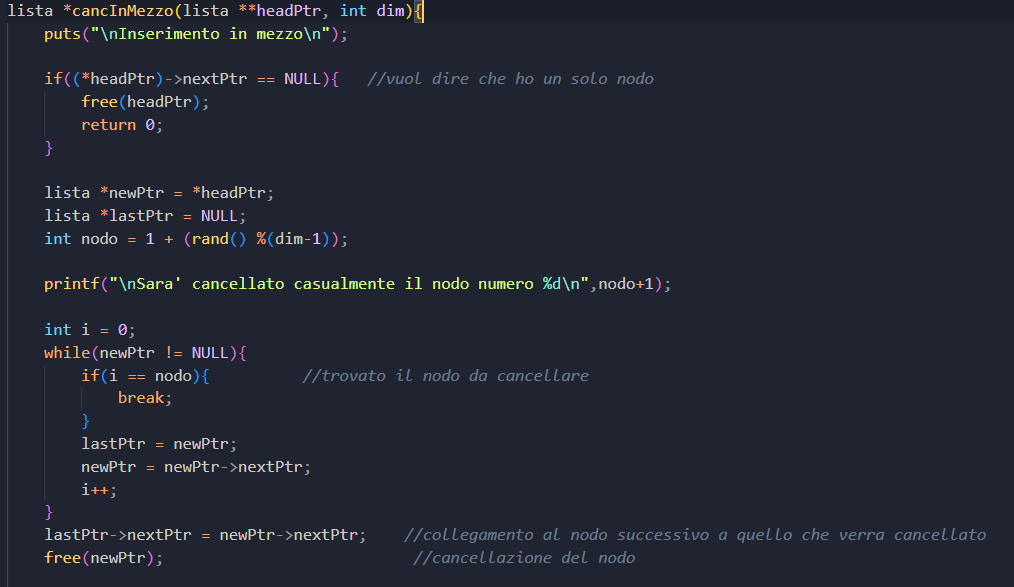 lista *cancInMezzo(lista **headPtr, int dim){
puts("\nInserimento in mezzo\n");
if((*headPtr)->nextPtr == NULL){ //vuol dire che ho un solo nodo
free(headPtr);
return 0;
}
lista *newPtr = *headPtr;
lista *lastPtr = NULL;
int nodo = 1 + (rand() %(dim-1));
printf("\nSara' cancellato casualmente il nodo numero %d\n",nodo+1);
int i = 0;
while(newPtr != NULL){
if(i == nodo){ //trovato il nodo da cancellare
break;
}
lastPtr = newPtr;
newPtr = newPtr->nextPtr;
i++;
}
lastPtr->nextPtr = newPtr->nextPtr; //collegamento al nodo successivo a quello che verra cancellato
free(newPtr); //cancellazione del nodo